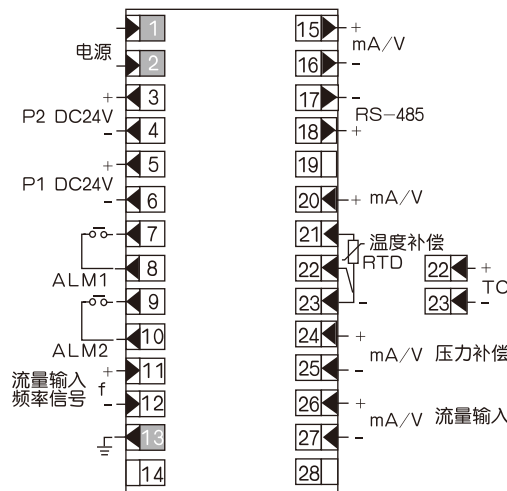 电源
1
2
+ 3
P2 DC24V
- 4
+ 5
P1 DC24V
- 6
7
8
ALM1
9
10
ALM2
+ 11
流量输入
频率信号 f
- 12
13
14
15 +
mA/V
16 -
17 -
RS-485
18 +
19
20 + mA/V
21
温度补偿
22 RTD
23 -
22 +
TC
23 -
24 +
mA/V 压力补偿
25 -
26 +
mA/V 流量输入
27 -
28